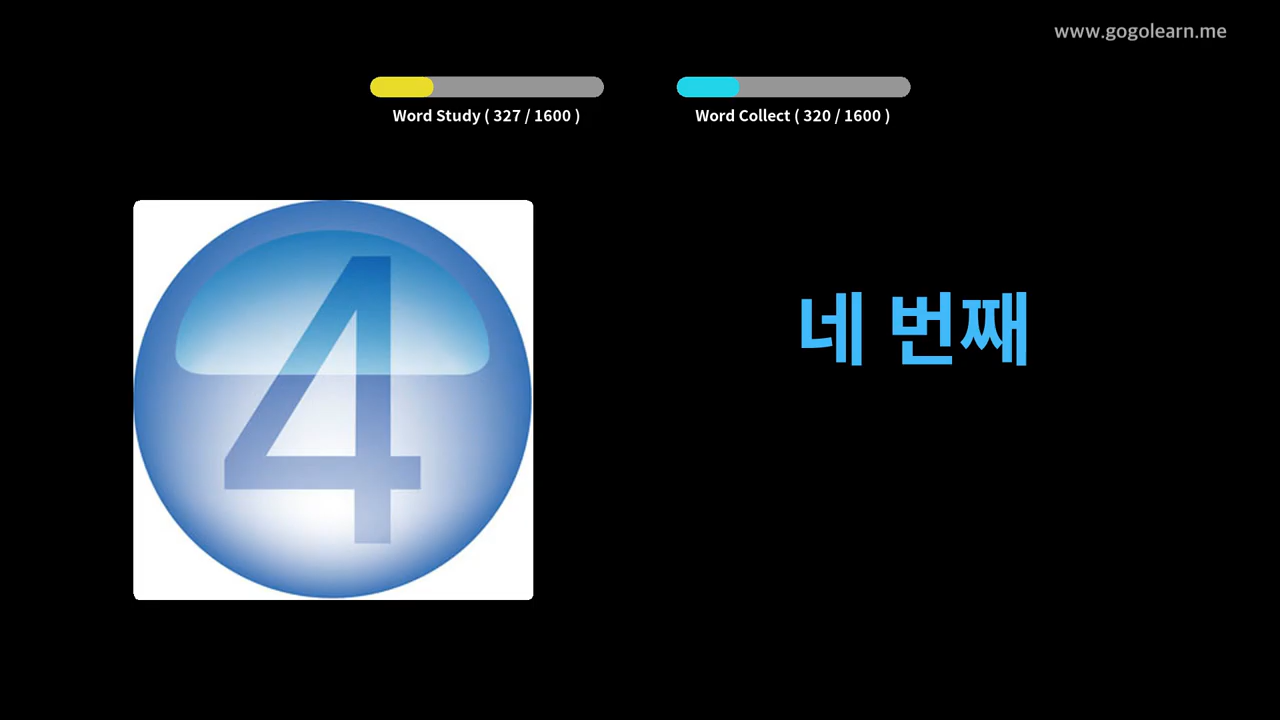 www.gogolearn.me
Word Study ( 327 / 1600 )
Word Collect ( 320 / 1600 )
4
네 번째